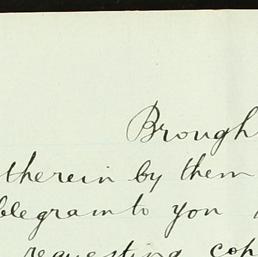 Brough
therein by them
telegram to you
requesting cop